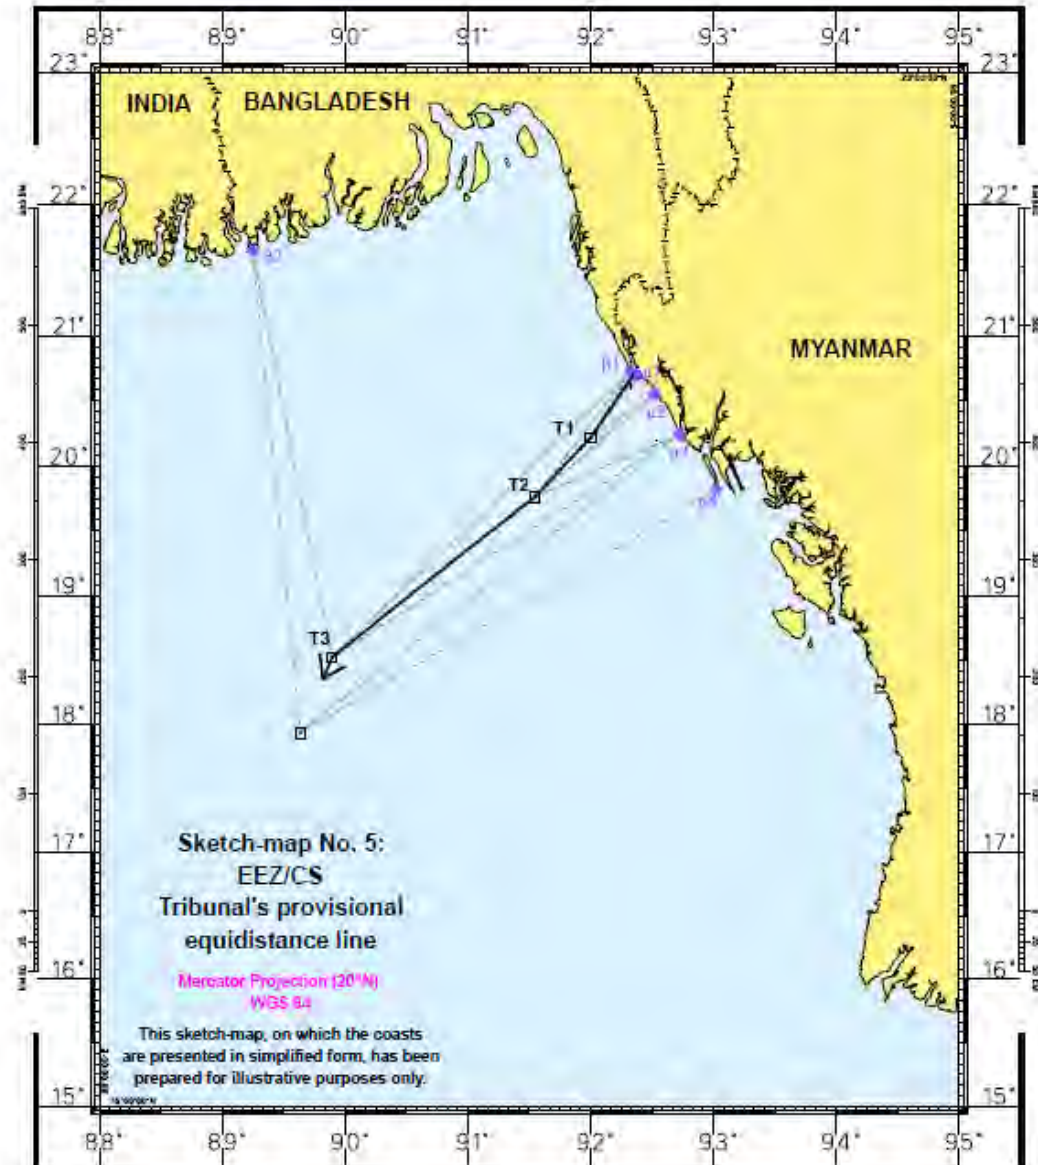 88° 89° 90° 91° 92° 93° 94° 95°
23° 23°
INDIA BANGLADESH
22° 22°
21° 21°
MYANMAR
T1
20° 20°
T2
19° 19°
T3
18° 18°
Sketch-map No. 5:
17° 17°
EEZ/CS
Tribunal's provisional
equidistance line
16° 16°
Mercator Projection (20°N)
WGS 84
This sketch-map, on which the coasts
are presented in simplified form, has been
prepared for illustrative purposes only.
15° 15°
88° 89° 90° 91° 92° 93° 94° 95°